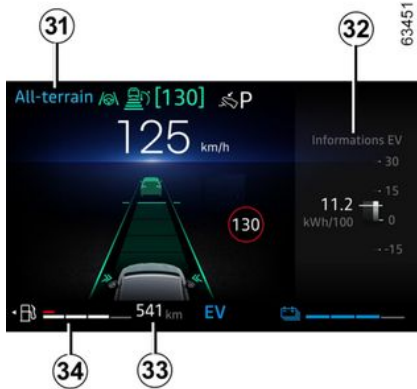 31
32
63451
All-terrain [130] P
125 km/h
Informations EV
30
15
11.2
kWh/100
0
-15
130
541 km
EV
34
33